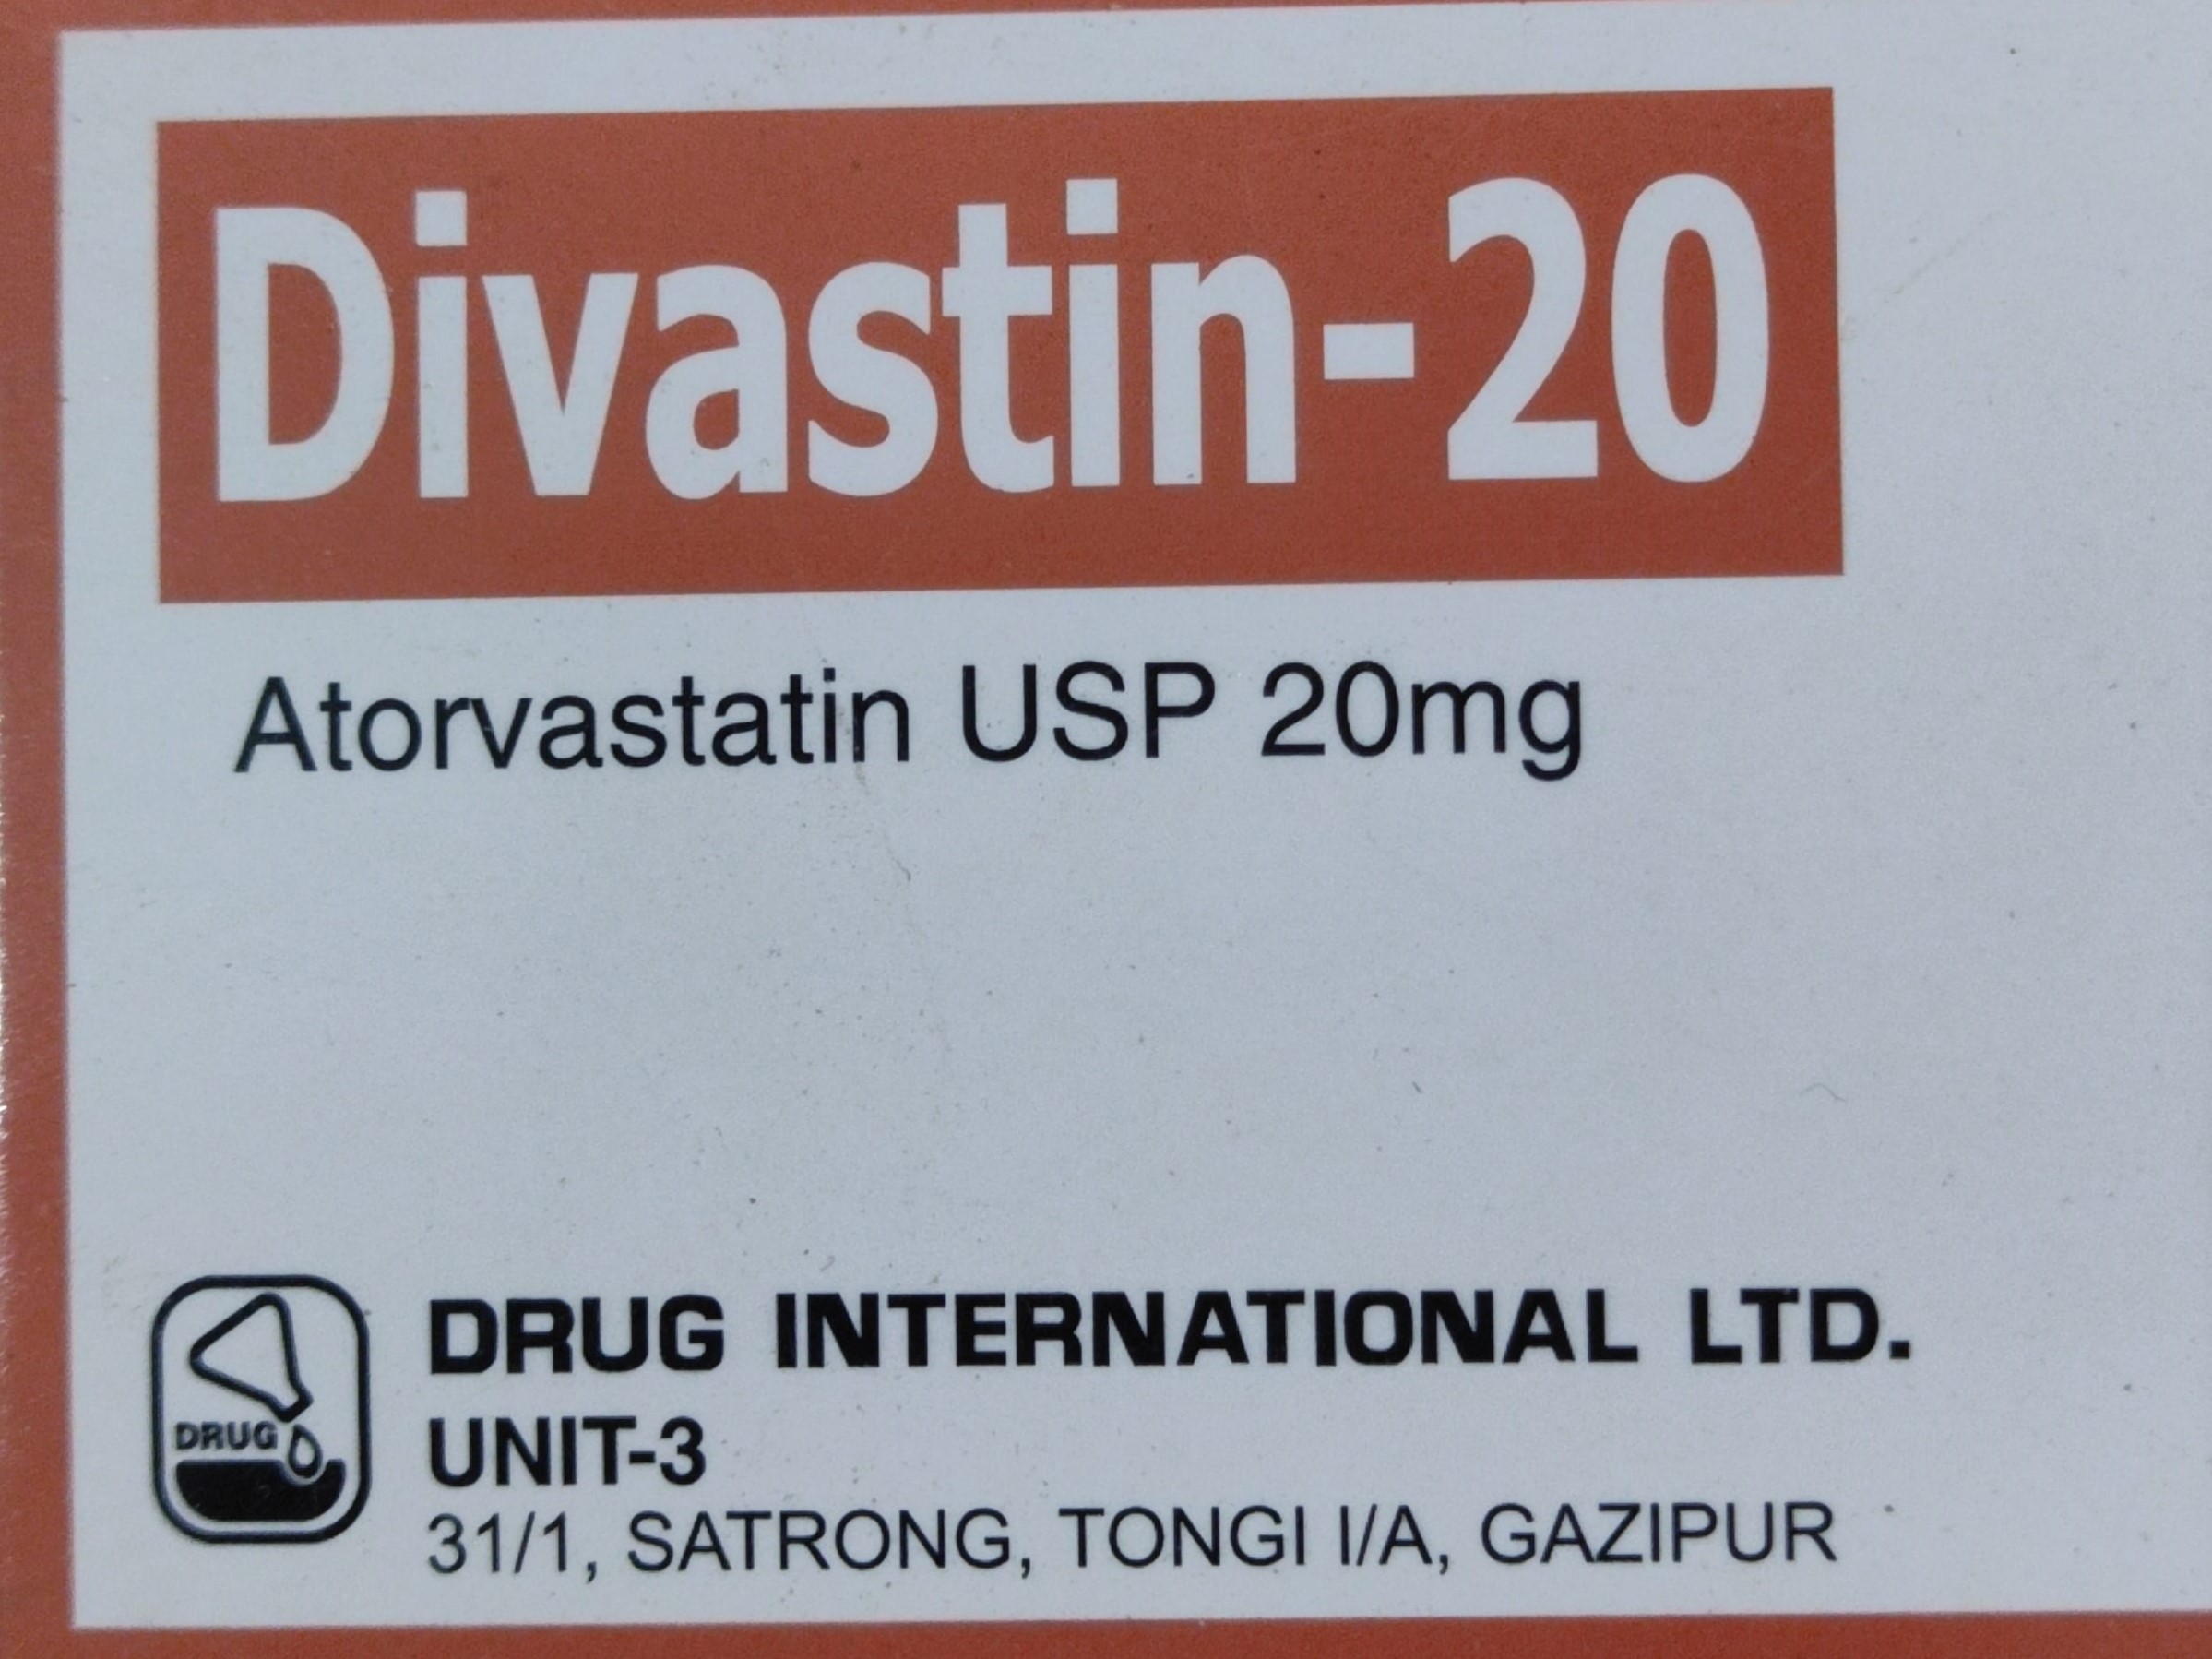 Divastin-20
Atorvastatin USP 20mg
DRUG INTERNATIONAL LTD.
DRUG
UNIT-3
31/1, SATRONG, TONGI I/A, GAZIPUR